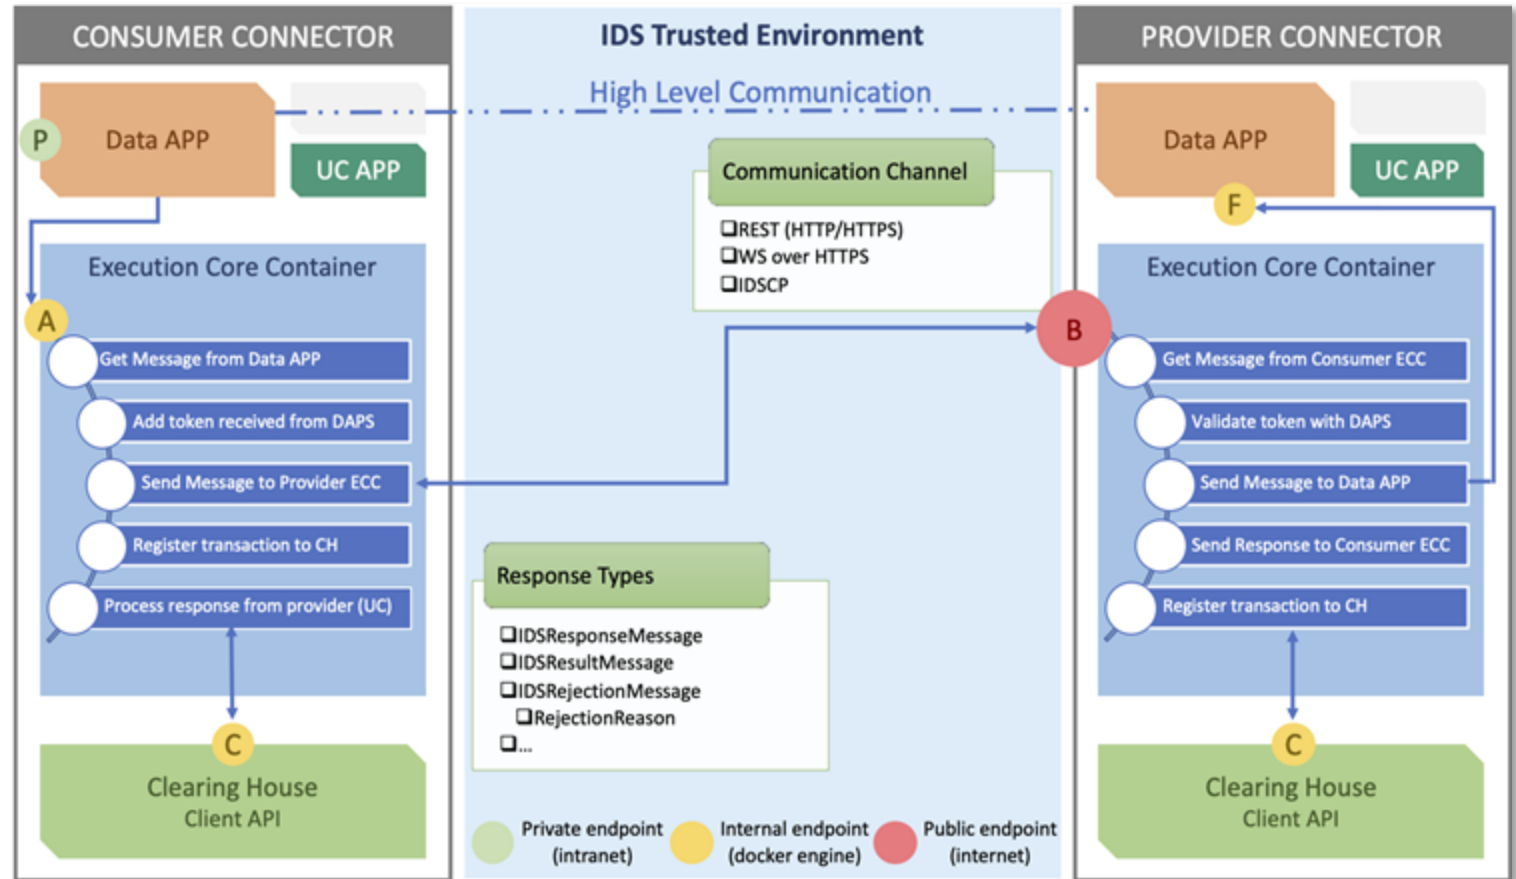 CONSUMER CONNECTOR
P
Data APP
UC APP
Execution Core Container
A
Get Message from Data APP
Add token received from DAPS
Send Message to Provider ECC
Register transaction to CH
Process response from provider (UC)
C
Clearing House
Client API
IDS Trusted Environment
High Level Communication
Communication Channel
❑REST (HTTP/HTTPS)
❑WS over HTTPS
❑IDSCP
Response Types
❑IDSResponseMessage
❑IDSResultMessage
❑IDSRejectionMessage
❑RejectionReason
❑...
Private endpoint
(intranet)
Internal endpoint
(docker engine)
Public endpoint
(internet)
PROVIDER CONNECTOR
Data APP
UC APP
F
Execution Core Container
B
Get Message from Consumer ECC
Validate token with DAPS
Send Message to Data APP
Send Response to Consumer ECC
Register transaction to CH
C
Clearing House
Client API